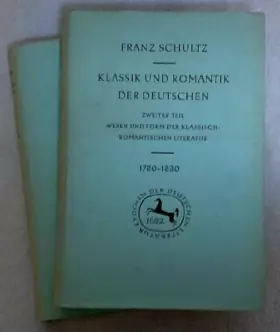 FRANZ SCHULTZ
KLASSIK UND ROMANTIK
DER DEUTSCHEN
ZWEITER TEIL
WESEN UND FORM DER KLASSISCH-
ROMANTISCHEN LITERATUR
1780-1830
EPOCHEN DER DEUTSCHEN LITERATUR
1682